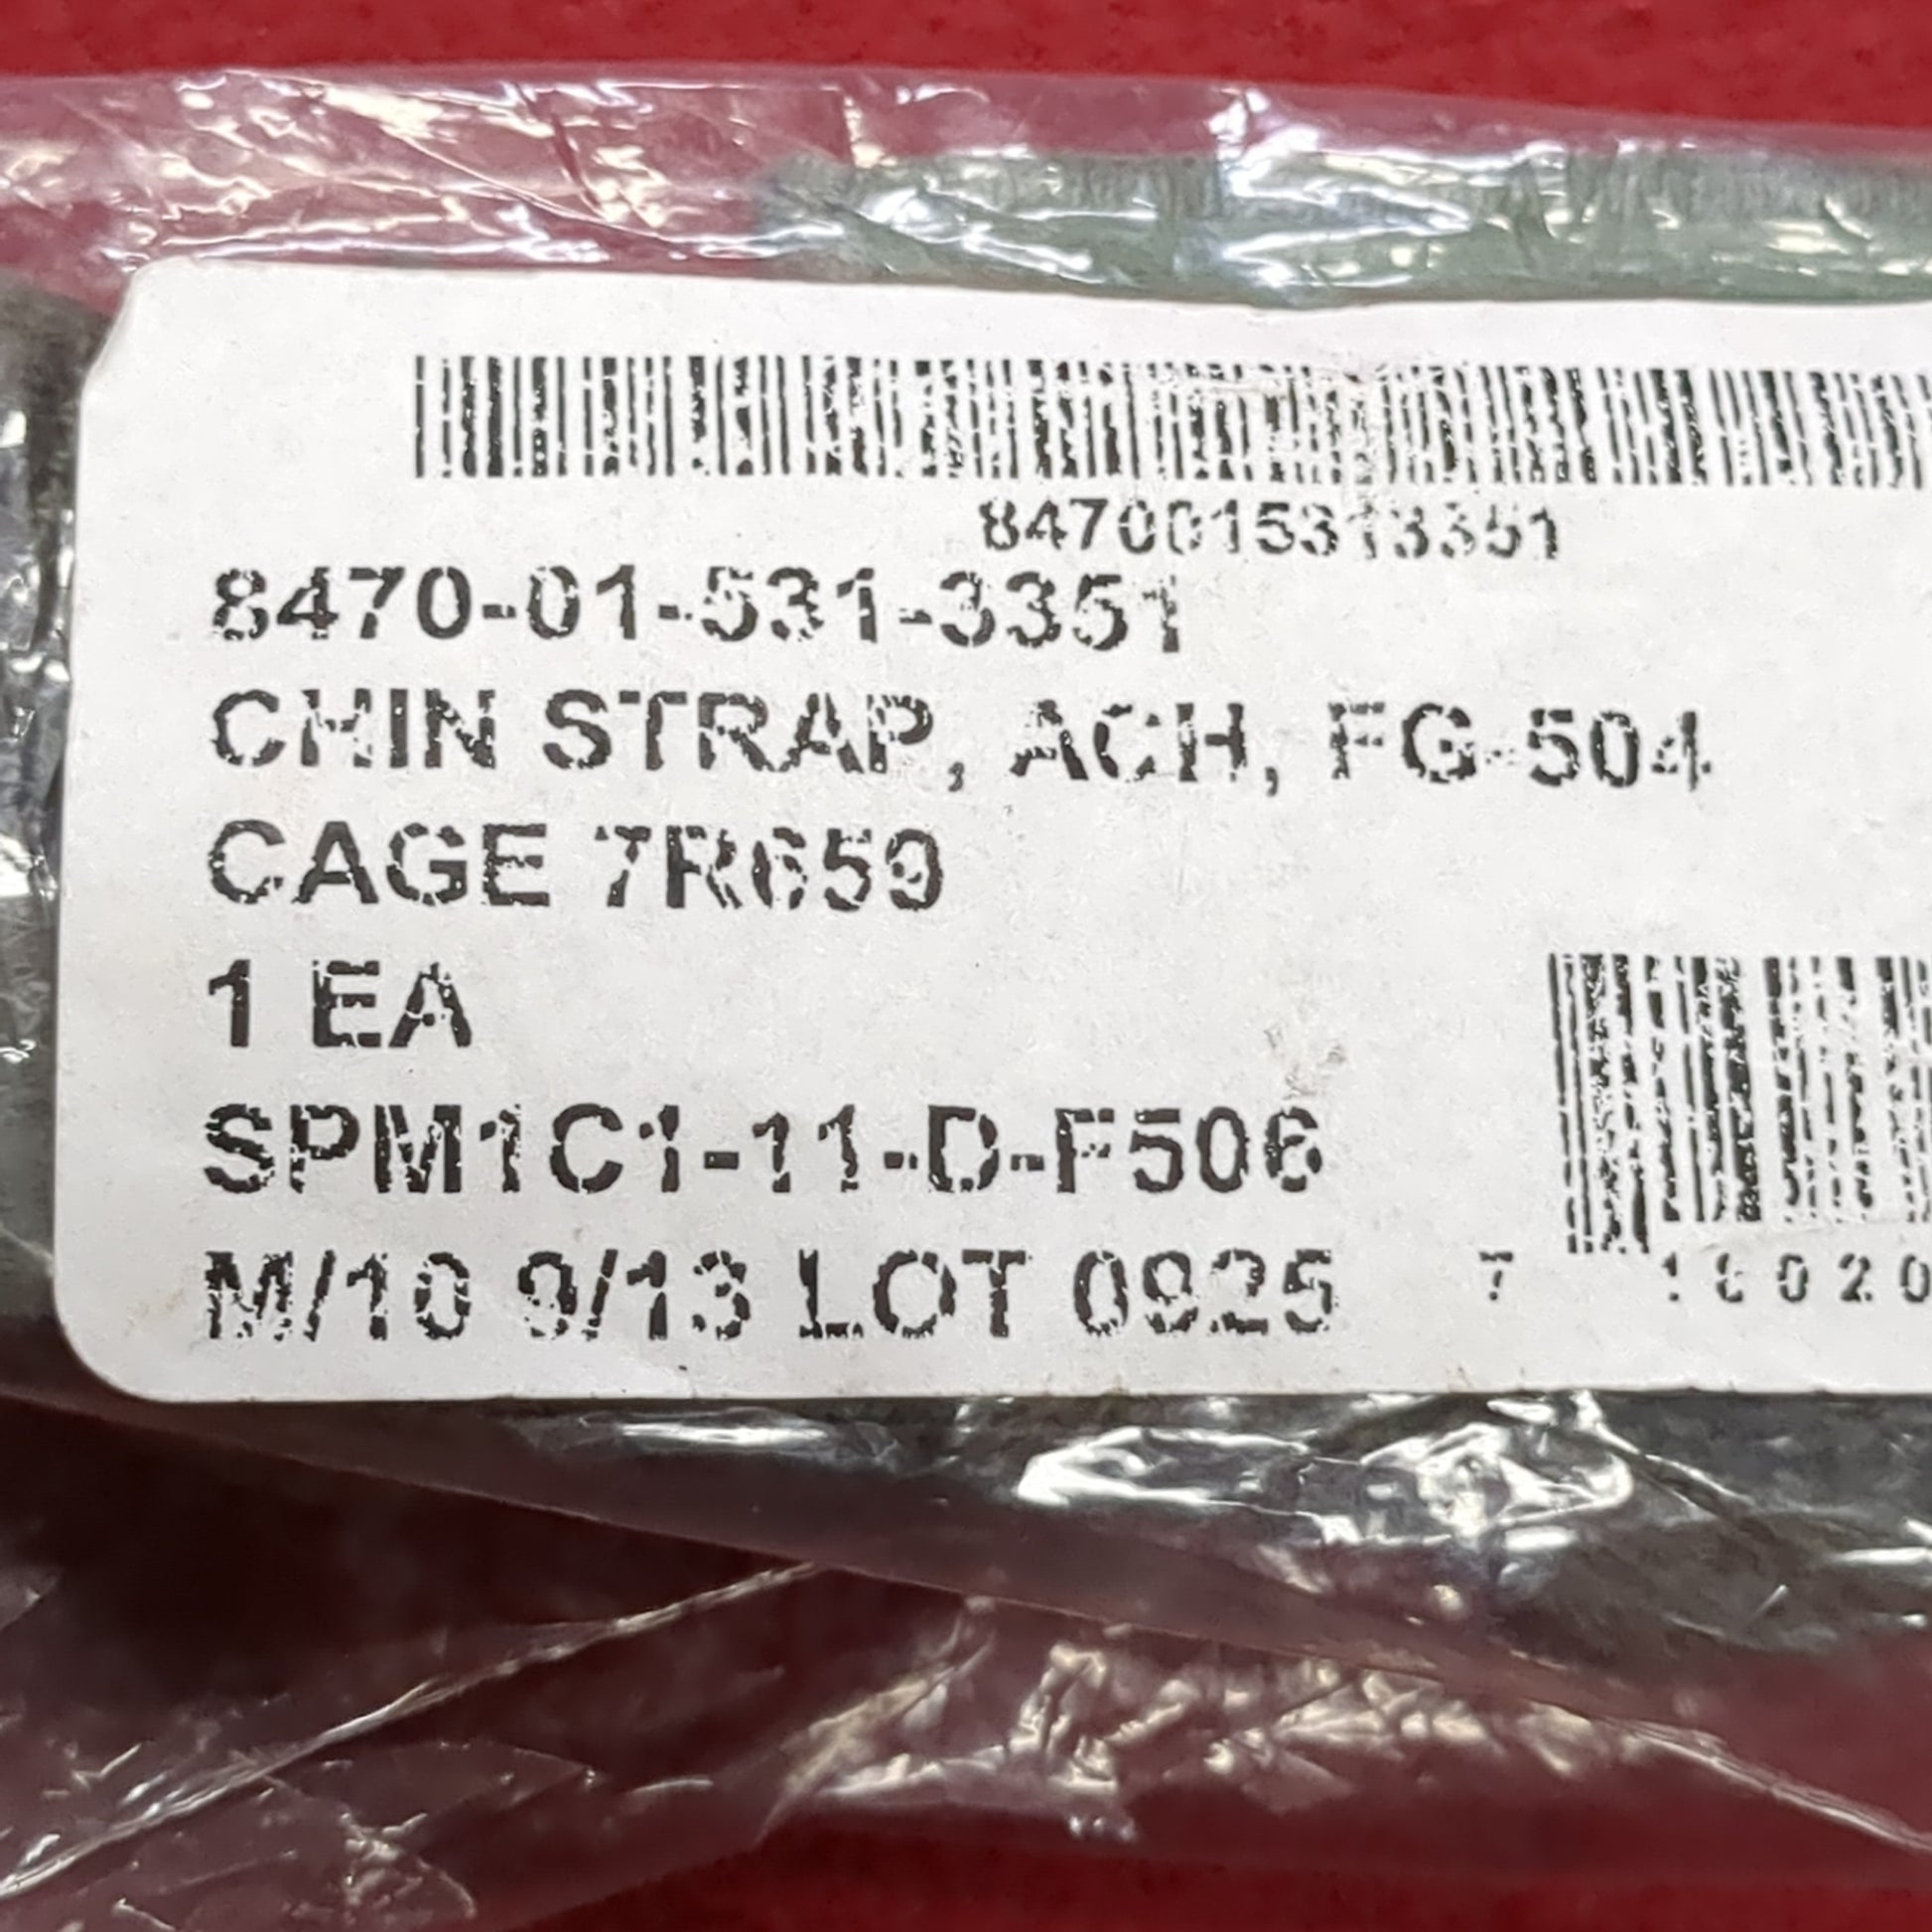 8470015313351
8470-01-531-3351
CHIN STRAP, ACH, FG-504
CAGE 7R659
1 EA
SPM1C1-11-D-F506
M/10 9/13 LOT 0925
7